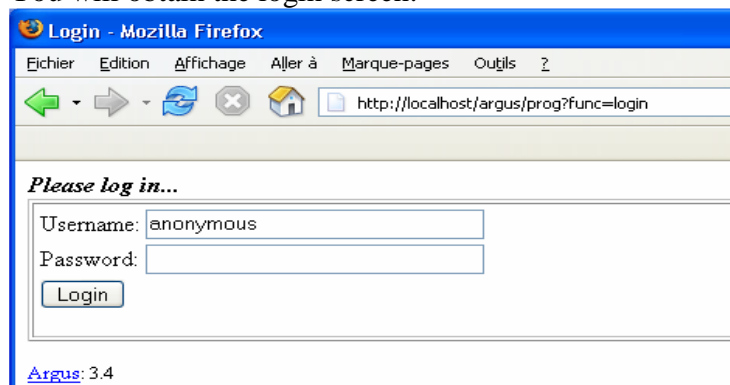 You will obtain the login screen:
Login - Mozilla Firefox
Fichier Edition Affichage Aller à Marque-pages Outils ?
http://localhost/argus/prog?func=login
Please log in...
Username: anonymous
Password:
Login
Argus: 3.4